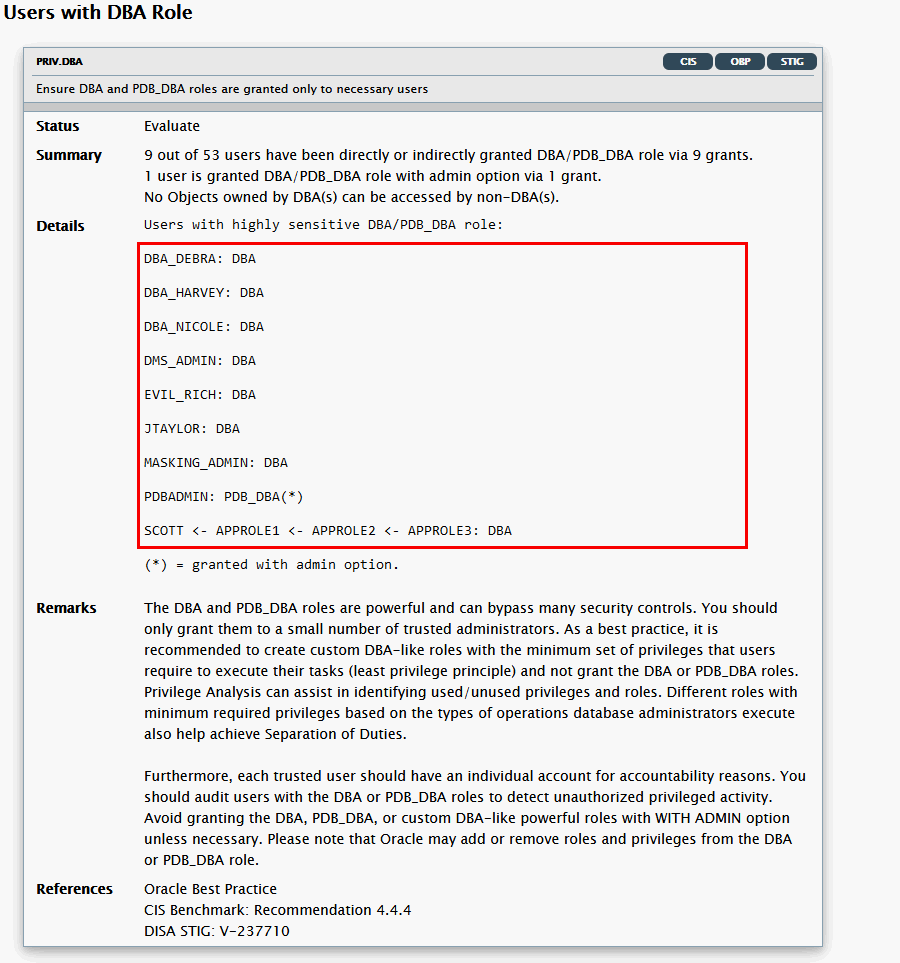 Users with DBA Role
PRIV.DBA CIS OBP STIG
Ensure DBA and PDB_DBA roles are granted only to necessary users
Status Evaluate
Summary 9 out of 53 users have been directly or indirectly granted DBA/PDB_DBA role via 9 grants.
1 user is granted DBA/PDB_DBA role with admin option via 1 grant.
No Objects owned by DBA(s) can be accessed by non-DBA(s).
Details Users with highly sensitive DBA/PDB_DBA role:
DBA_DEBRA: DBA
DBA_HARVEY: DBA
DBA_NICOLE: DBA
DMS_ADMIN: DBA
EVIL_RICH: DBA
JTAYLOR: DBA
MASKING_ADMIN: DBA
PDBADMIN: PDB_DBA(*)
SCOTT <- APPROLE1 <- APPROLE2 <- APPROLE3: DBA
(*) = granted with admin option.
Remarks The DBA and PDB_DBA roles are powerful and can bypass many security controls. You should
only grant them to a small number of trusted administrators. As a best practice, it is
recommended to create custom DBA-like roles with the minimum set of privileges that users
require to execute their tasks (least privilege principle) and not grant the DBA or PDB_DBA roles.
Privilege Analysis can assist in identifying used/unused privileges and roles. Different roles with
minimum required privileges based on the types of operations database administrators execute
also help achieve Separation of Duties.
Furthermore, each trusted user should have an individual account for accountability reasons. You
should audit users with the DBA or PDB_DBA roles to detect unauthorized privileged activity.
Avoid granting the DBA, PDB_DBA, or custom DBA-like powerful roles with WITH ADMIN option
unless necessary. Please note that Oracle may add or remove roles and privileges from the DBA
or PDB_DBA role.
References Oracle Best Practice
CIS Benchmark: Recommendation 4.4.4
DISA STIG: V-237710